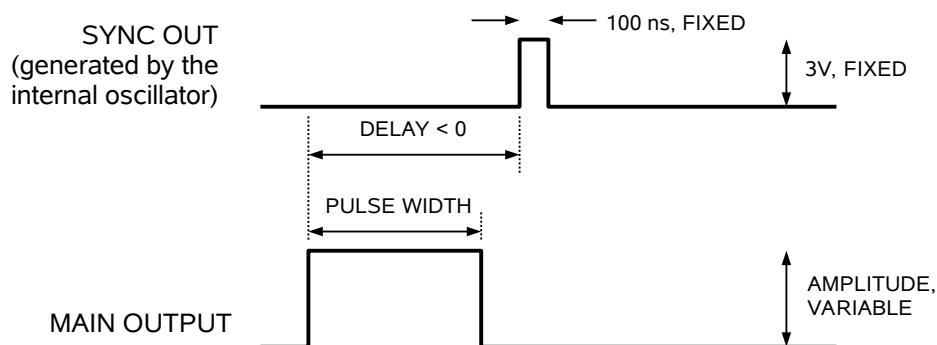 100 ns, FIXED
SYNC OUT
(generated by the
internal oscillator)
3V, FIXED
DELAY < 0
PULSE WIDTH
AMPLITUDE,
VARIABLE
MAIN OUTPUT